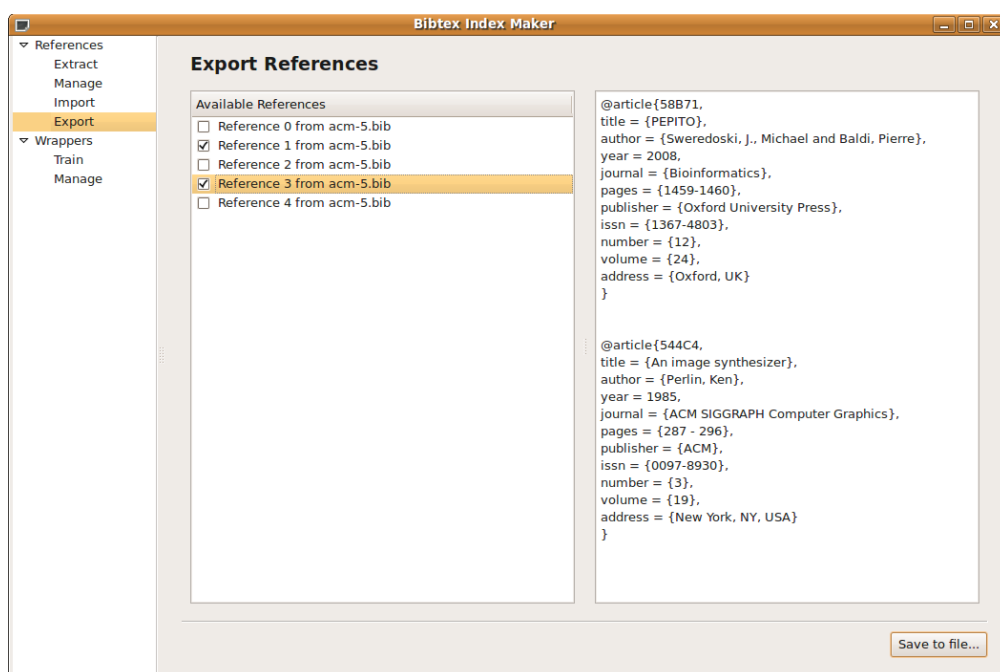 Bibtex Index Maker
References
Extract
Manage
Import
Export
Wrappers
Train
Manage
Export References
Available References
Reference 0 from acm-5.bib
Reference 1 from acm-5.bib
Reference 2 from acm-5.bib
Reference 3 from acm-5.bib
Reference 4 from acm-5.bib
@article{58B71,
title = {PEPITO},
author = {Sweredoski, J., Michael and Baldi, Pierre},
year = 2008,
journal = {Bioinformatics},
pages = {1459-1460},
publisher = {Oxford University Press},
issn = {1367-4803},
number = {12},
volume = {24},
address = {Oxford, UK}
}
@article{544C4,
title = {An image synthesizer},
author = {Perlin, Ken},
year = 1985,
journal = {ACM SIGGRAPH Computer Graphics},
pages = {287 - 296},
publisher = {ACM},
issn = {0097-8930},
number = {3},
volume = {19},
address = {New York, NY, USA}
}
Save to file...